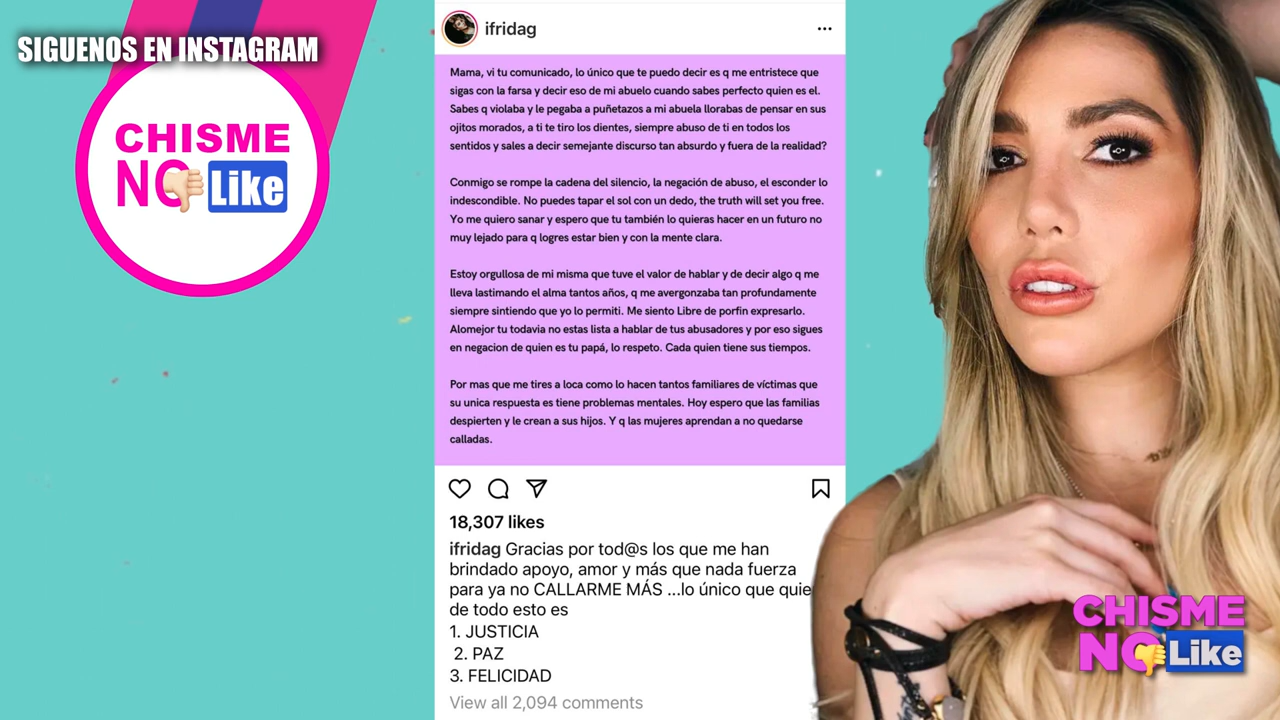 SIGUENOS EN INSTAGRAM
CHISME
NO Like
ifridag
Mama, vi tu comunicado, lo único que te puedo decir es q me entristece que
sigas con la farsa y decir eso de mi abuelo cuando sabes perfecto quien es el.
Sabes q violaba y le pegaba a puñetazos a mi abuela llorabas de pensar en sus
ojitos morados, a ti te tiro los dientes, siempre abuso de ti en todos los
sentidos y sales a decir semejante discurso tan absurdo y fuera de la realidad?
Conmigo se rompe la cadena del silencio, la negación de abuso, el esconder lo
indescondible. No puedes tapar el sol con un dedo, the truth will set you free.
Yo me quiero sanar y espero que tu también lo quieras hacer en un futuro no
muy lejado para q logres estar bien y con la mente clara.
Estoy orgullosa de mi misma que tuve el valor de hablar y de decir algo q me
lleva lastimando el alma tantos años, q me avergonzaba tan profundamente
siempre sintiendo que yo lo permiti. Me siento Libre de porfin expresarlo.
Alomejor tu todavia no estas lista a hablar de tus abusadores y por eso sigues
en negacion de quien es tu papá, lo respeto. Cada quien tiene sus tiempos.
Por mas que me tires a loca como lo hacen tantos familiares de víctimas que
su unica respuesta es tiene problemas mentales. Hoy espero que las familias
despierten y le crean a sus hijos. Y q las mujeres aprendan a no quedarse
calladas.
18,307 likes
ifridag Gracias por tod@s los que me han
brindado apoyo, amor y más que nada fuerza
para ya no CALLARME MÁS ...lo único que quie
de todo esto es
1. JUSTICIA
2. PAZ
3. FELICIDAD
View all 2,094 comments
CHISME
NO Like